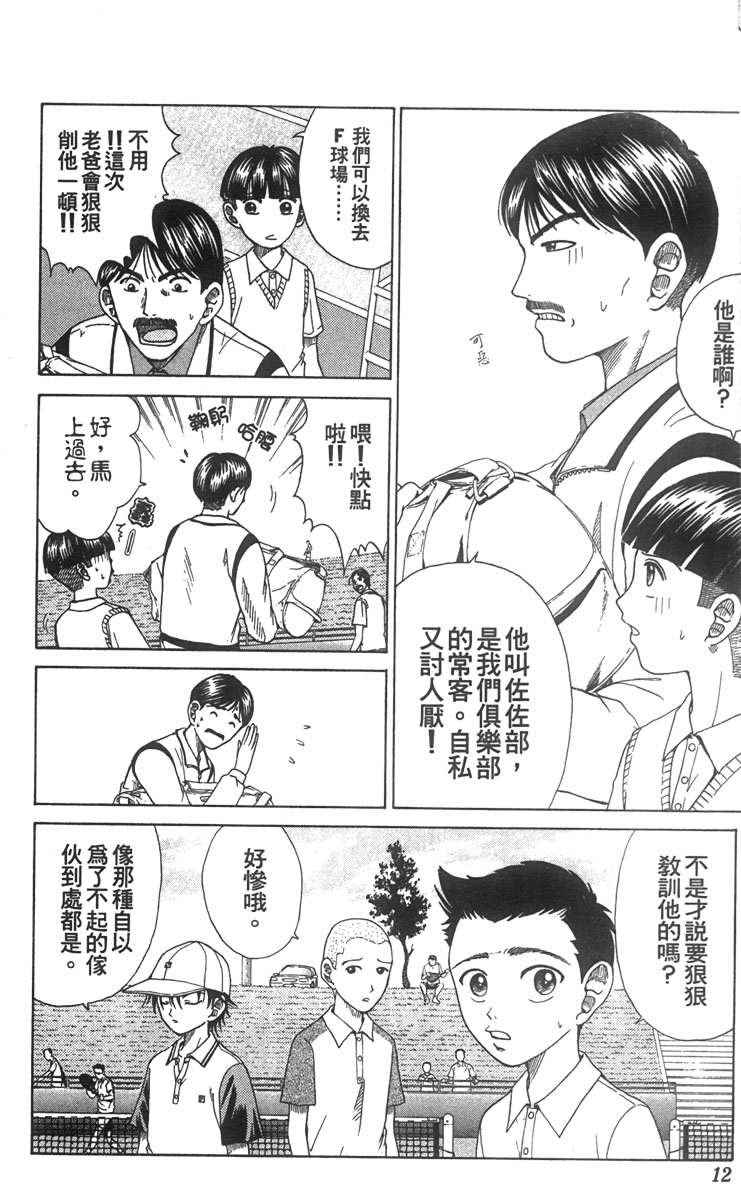 他是誰啊？
可惡
他叫佐佐部，
是我們俱樂部
的常客。自私
又討人厭！
我們可以換去
F球場……
不用
!!這次
老爸會狠狠
削他一頓!!
喂！快點
啦!!
哈腰
鞠躬
好，馬
上過去。
不是才說要狠狠
教訓他的嗎？
好慘哦。
像那種自以
為了不起的傢
伙到處都是。
12